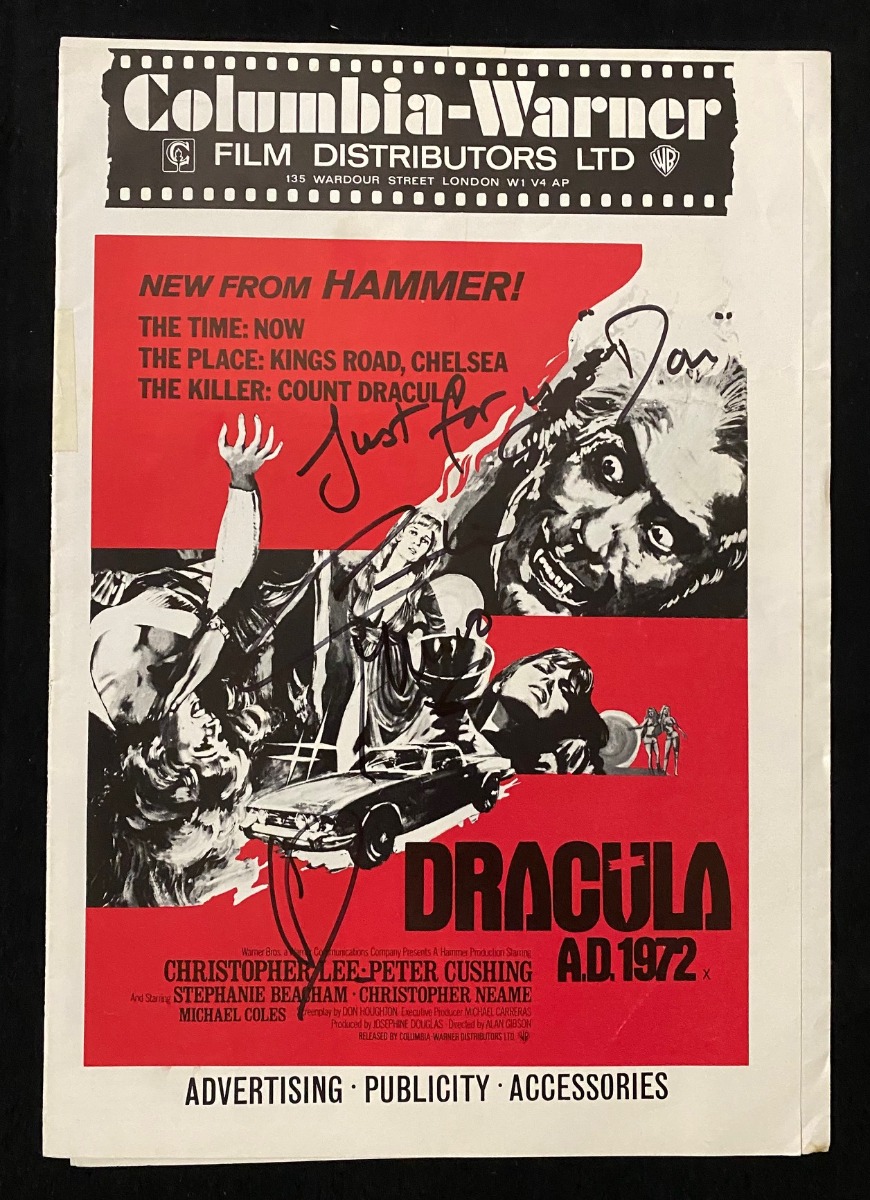 Columbia-Warner
FILM DISTRIBUTORS LTD WB
135 WARDOUR STREET LONDON W1 V4 AP
NEW FROM HAMMER!
THE TIME: NOW
THE PLACE: KINGS ROAD, CHELSEA
THE KILLER: COUNT DRACULA
Just for you Dan
DRACULA
A.D. 1972 X
Warner Bros. a Communications Company Presents A Hammer Production Starring
CHRISTOPHER LEE · PETER CUSHING
And Starring STEPHANIE BEACHAM · CHRISTOPHER NEAME
MICHAEL COLES Screenplay by DON HOUGHTON Executive Producer MICHAEL CARRERAS
Produced by JOSEPHINE DOUGLAS · Directed by ALAN GIBSON
RELEASED BY COLUMBIA-WARNER DISTRIBUTORS LTD. WB
ADVERTISING · PUBLICITY · ACCESSORIES